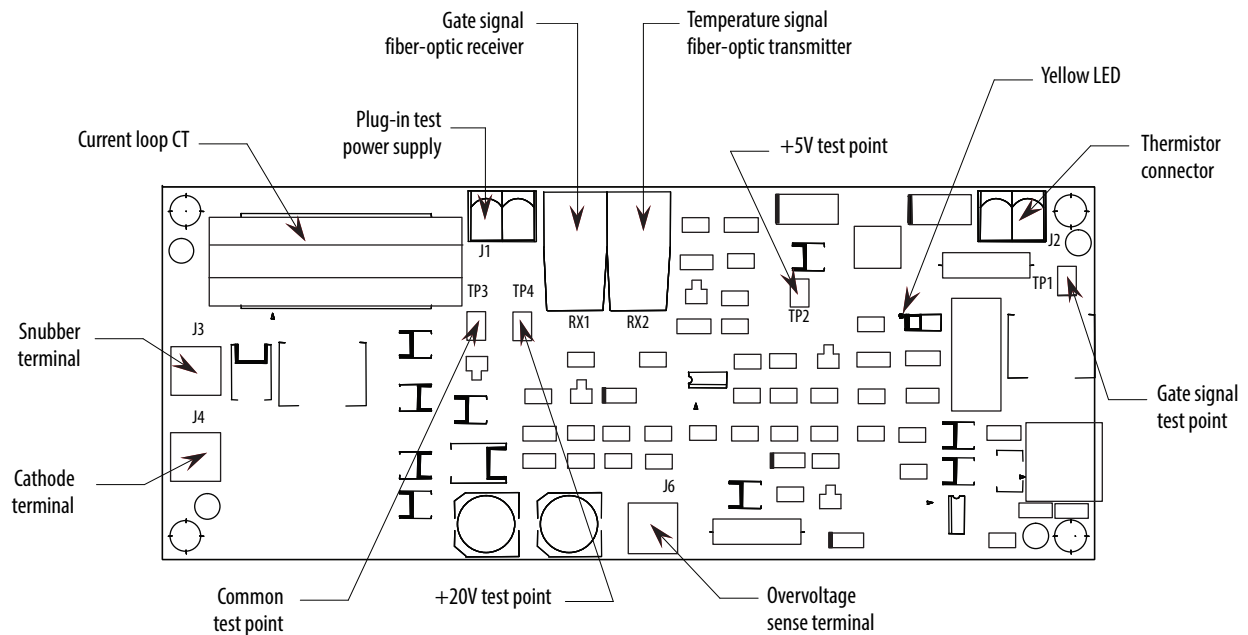 Gate signal
fiber-optic receiver
Temperature signal
fiber-optic transmitter
Yellow LED
Plug-in test
power supply
Current loop CT
+5V test point
Thermistor
connector
J1
J2
TP3
TP4
RX1
RX2
TP2
TP1
Snubber
terminal
J3
Gate signal
test point
J4
Cathode
terminal
J6
Common
test point
+20V test point
Overvoltage
sense terminal